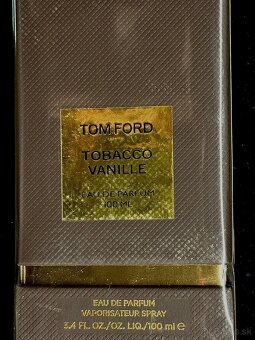 TOM FORD
TOBACCO
VANILLE
EAU DE PARFUM
100 ML
EAU DE PARFUM
VAPORISATEUR SPRAY
3.4 FL. OZ./OZ. LIQ./100 ml e